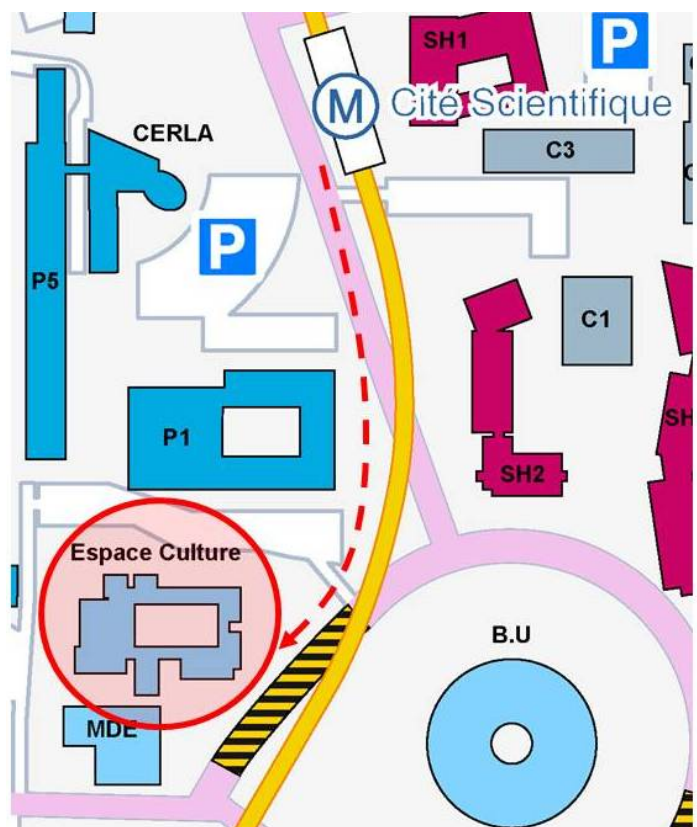 SH1
P
M Cité Scientifique
CERLA
C3
P
P5
C1
P1
SH
SH2
Espace Culture
B.U
MDE